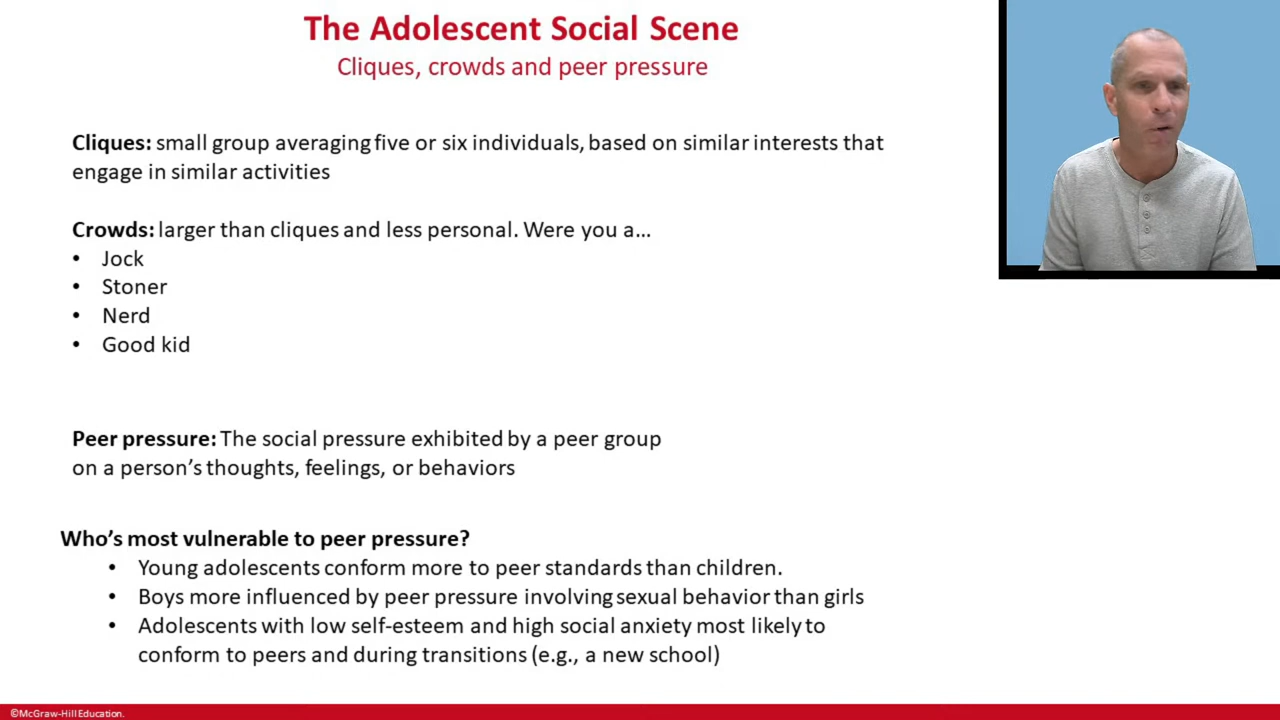 The Adolescent Social Scene
Cliques, crowds and peer pressure
Cliques: small group averaging five or six individuals, based on similar interests that
engage in similar activities
Crowds: larger than cliques and less personal. Were you a…
• Jock
• Stoner
• Nerd
• Good kid
Peer pressure: The social pressure exhibited by a peer group
on a person's thoughts, feelings, or behaviors
Who's most vulnerable to peer pressure?
• Young adolescents conform more to peer standards than children.
• Boys more influenced by peer pressure involving sexual behavior than girls
• Adolescents with low self-esteem and high social anxiety most likely to
conform to peers and during transitions (e.g., a new school)
©McGraw-Hill Education.